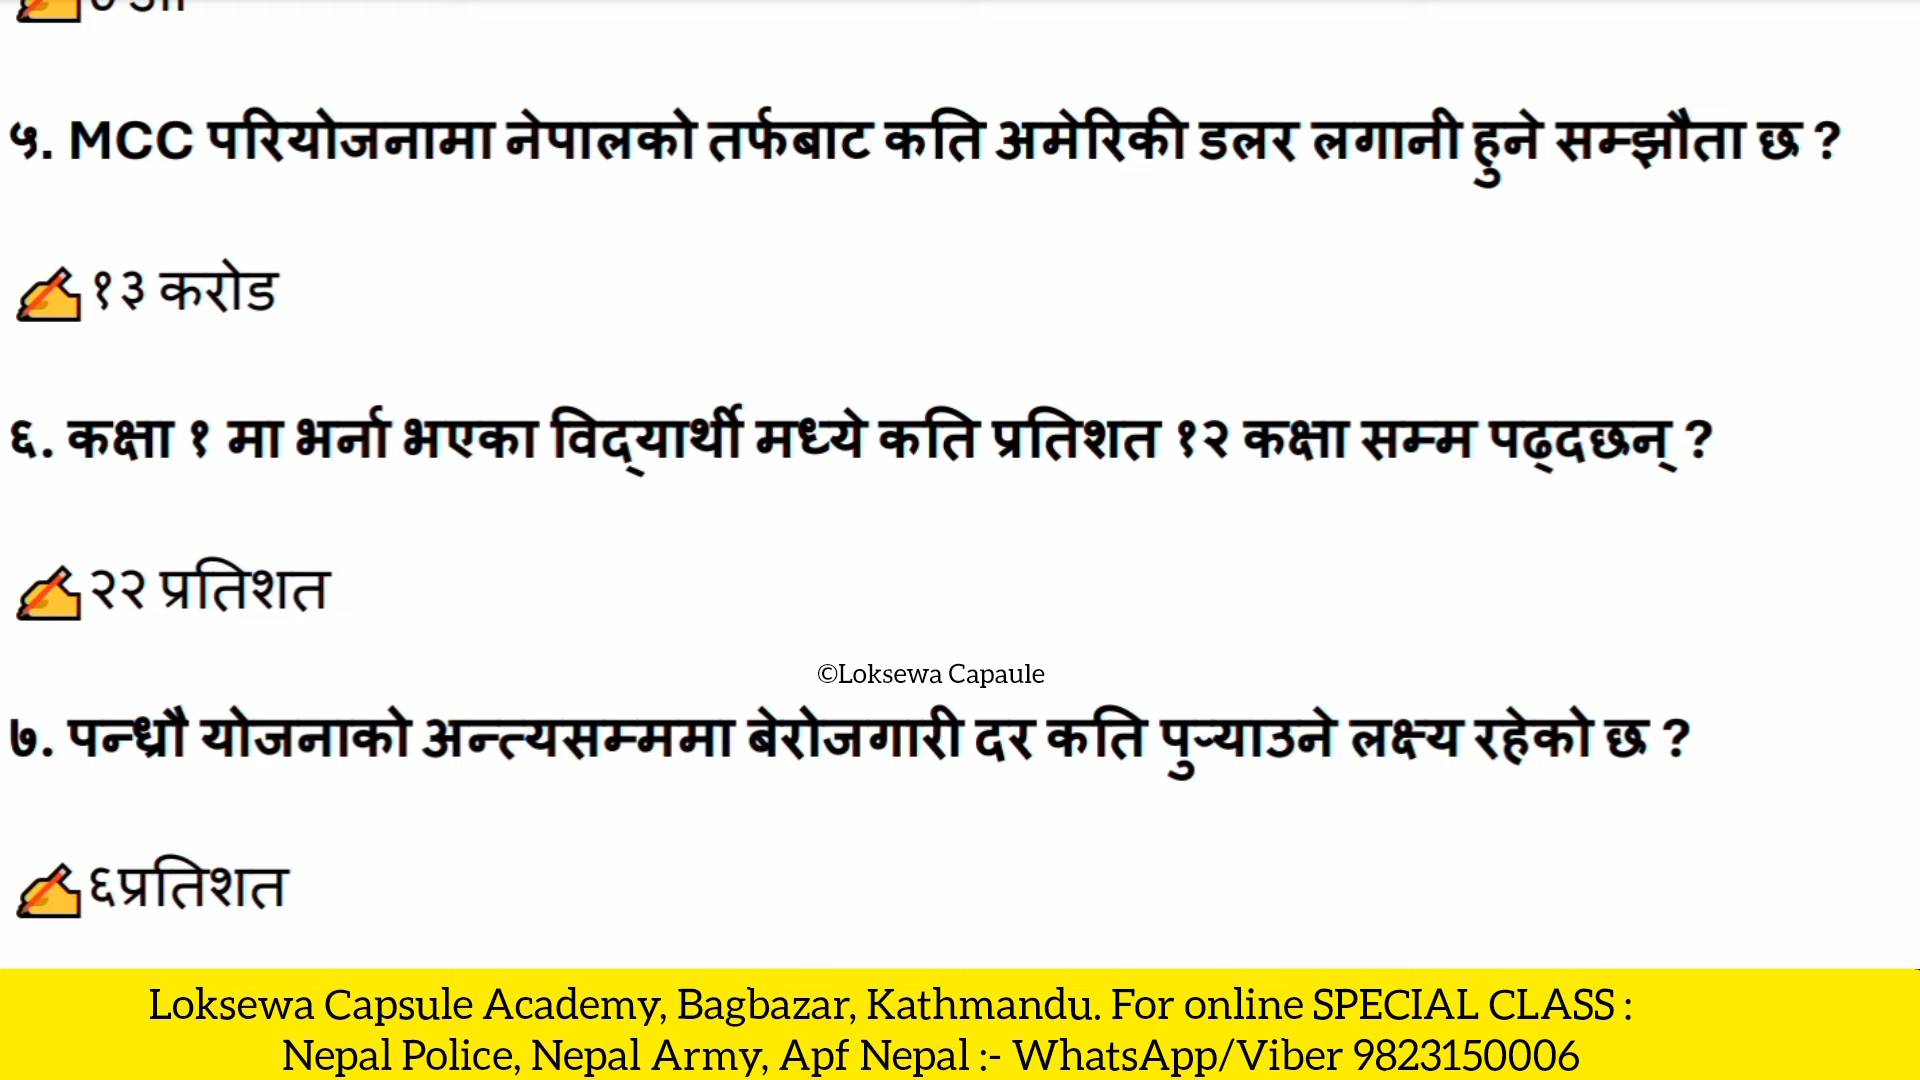 ५. MCC परियोजनामा नेपालको तर्फबाट कति अमेरिकी डलर लगानी हुने सम्झौता छ ?
✍१३ करोड
६. कक्षा १ मा भर्ना भएका विद्यार्थी मध्ये कति प्रतिशत १२ कक्षा सम्म पढ्दछन् ?
✍२२ प्रतिशत
©Loksewa Capaule
७. पन्ध्रौ योजनाको अन्त्यसम्ममा बेरोजगारी दर कति पुऱ्याउने लक्ष्य रहेको छ ?
✍६प्रतिशत
Loksewa Capsule Academy, Bagbazar, Kathmandu. For online SPECIAL CLASS :
Nepal Police, Nepal Army, Apf Nepal :- WhatsApp/Viber 9823150006